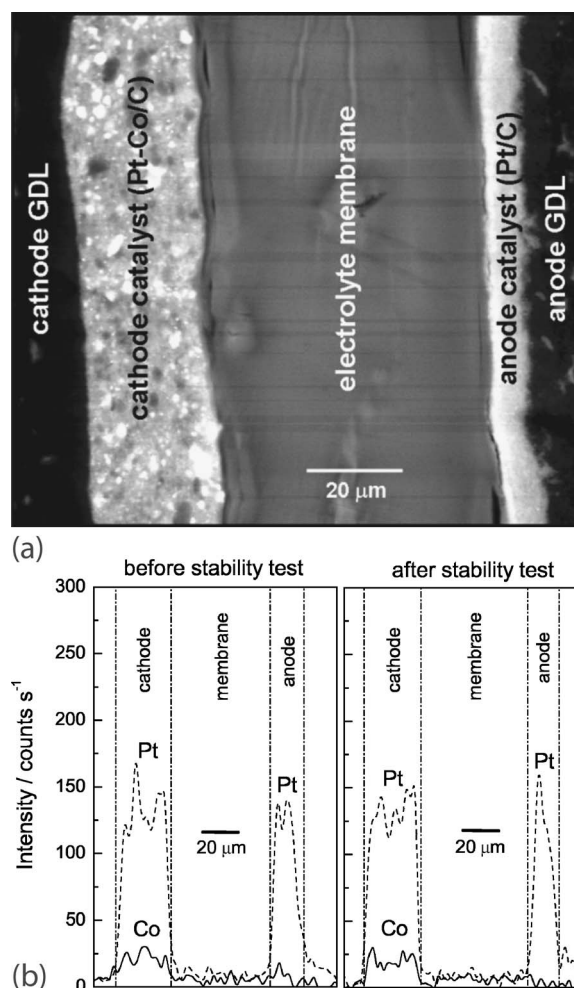 cathode GDL
cathode catalyst (Pt-Co/C)
electrolyte membrane
anode catalyst (Pt/C)
anode GDL
20 μm
(a)
before stability test
after stability test
Intensity / counts s⁻¹
300
250
200
150
100
50
0
cathode
membrane
anode
Pt
Pt
20 μm
Co
cathode
membrane
anode
Pt
Pt
20 μm
Co
(b)